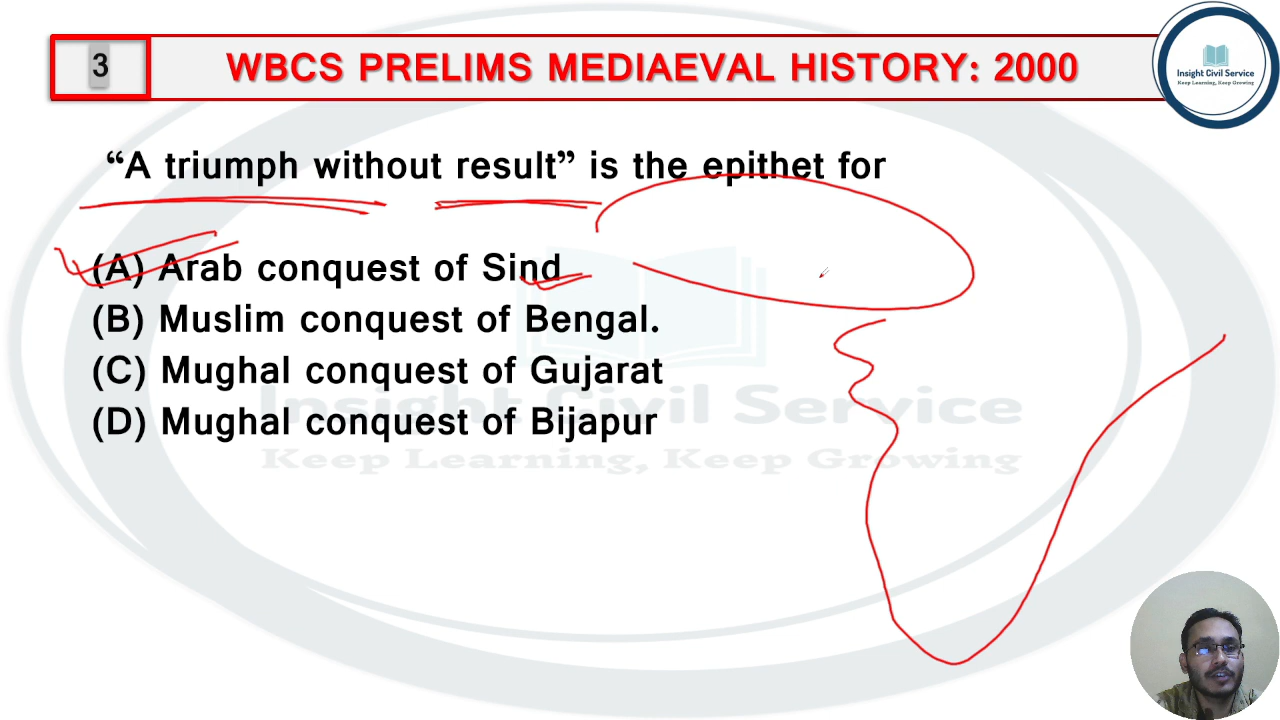 3
WBCS PRELIMS MEDIAEVAL HISTORY: 2000
Insight Civil Service
Keep Learning, Keep Growing
“A triumph without result” is the epithet for
(A) Arab conquest of Sind
(B) Muslim conquest of Bengal.
(C) Mughal conquest of Gujarat
(D) Mughal conquest of Bijapur
Insight Civil Service
Keep Learning, Keep Growing